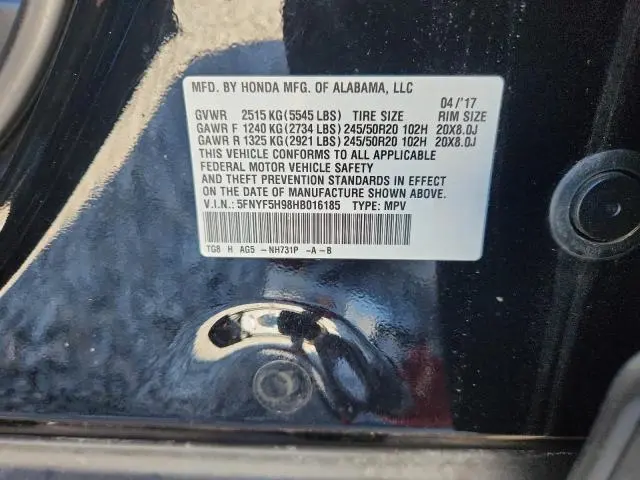 MFD. BY HONDA MFG. OF ALABAMA, LLC
04/'17
GVWR 2515 KG(5545 LBS) TIRE SIZE RIM SIZE
GAWR F 1240 KG(2734 LBS) 245/50R20 102H 20X8.0J
GAWR R 1325 KG(2921 LBS) 245/50R20 102H 20X8.0J
THIS VEHICLE CONFORMS TO ALL APPLICABLE
FEDERAL MOTOR VEHICLE SAFETY
AND THEFT PREVENTION STANDARDS IN EFFECT
ON THE DATE OF MANUFACTURE SHOWN ABOVE.
V.I.N.: 5FNYF5H98HB016185 TYPE: MPV
TG8 H AG5 -NH731P -A-B